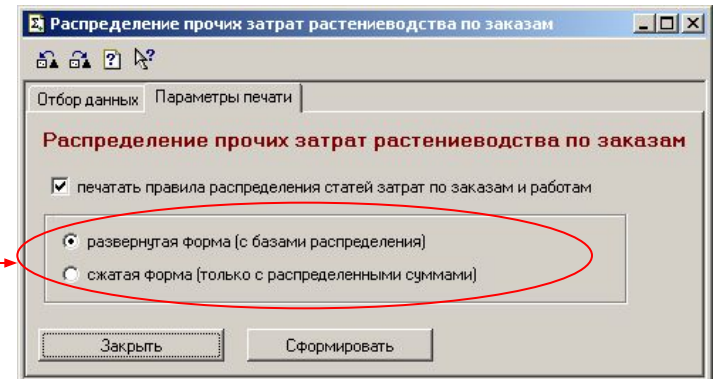 Распределение прочих затрат растениеводства по заказам
Отбор данных Параметры печати
Распределение прочих затрат растениеводства по заказам
печатать правила распределения статей затрат по заказам и работам
развернутая форма (с базами распределения)
сжатая форма (только с распределенными суммами)
Закрыть Сформировать